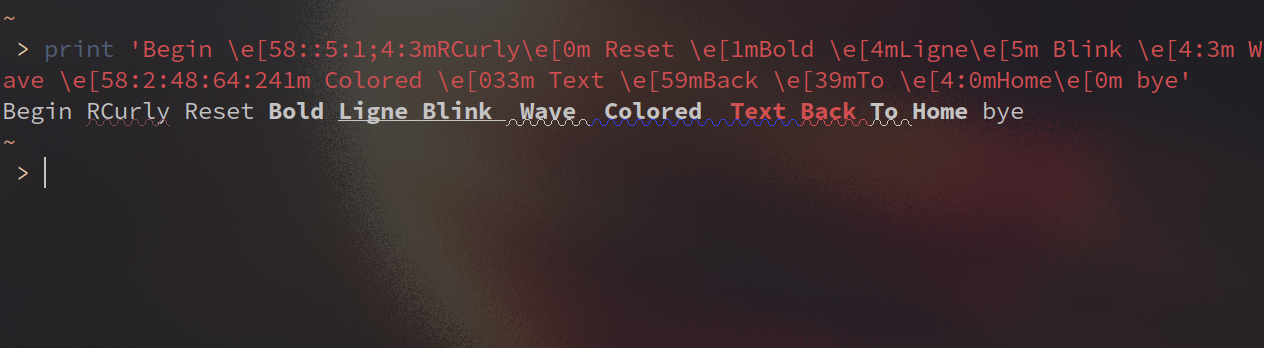 ~
> print 'Begin \e[58::5:1;4:3mRCurly\e[0m Reset \e[1mBold \e[4mLigne\e[5m Blink \e[4:3m W
ave \e[58:2:48:64:241m Colored \e[033m Text \e[59mBack \e[39mTo \e[4:0mHome\e[0m bye'
Begin RCurly Reset Bold Ligne Blink  Wave  Colored  Text Back To Home bye
~
>